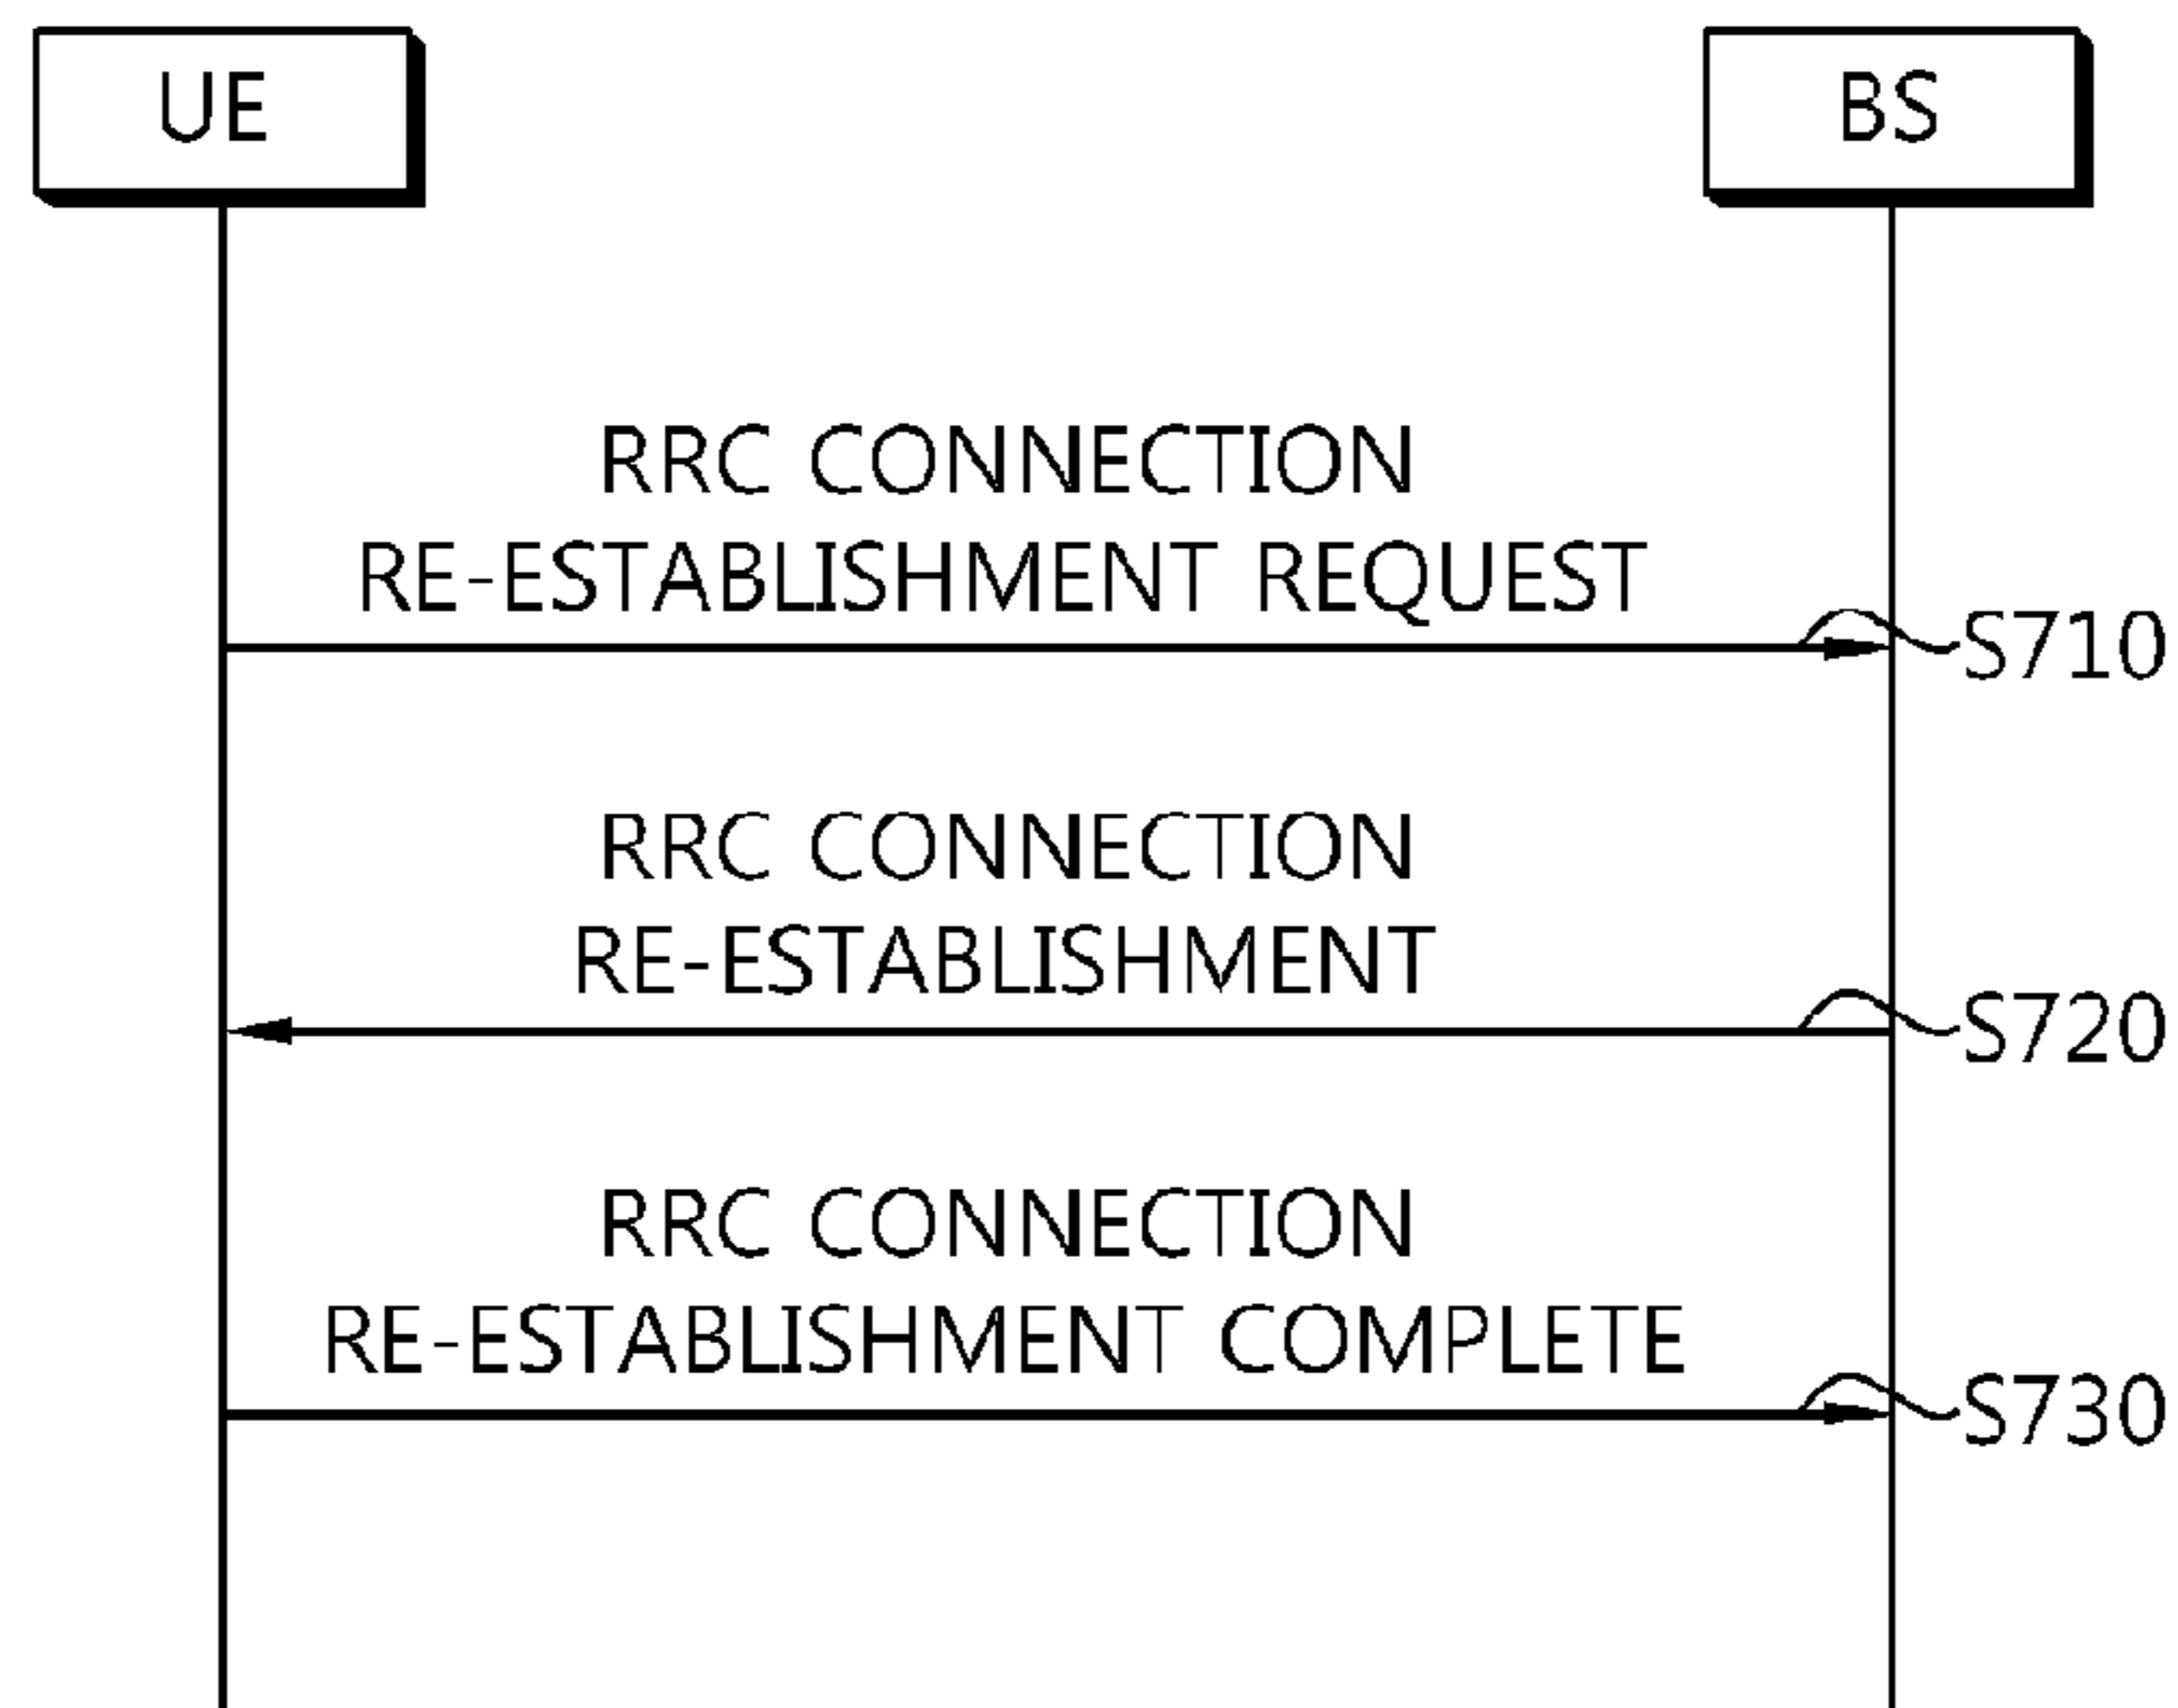 UE
BS
RRC CONNECTION
RE-ESTABLISHMENT REQUEST
S710
RRC CONNECTION
RE-ESTABLISHMENT
S720
RRC CONNECTION
RE-ESTABLISHMENT COMPLETE
S730